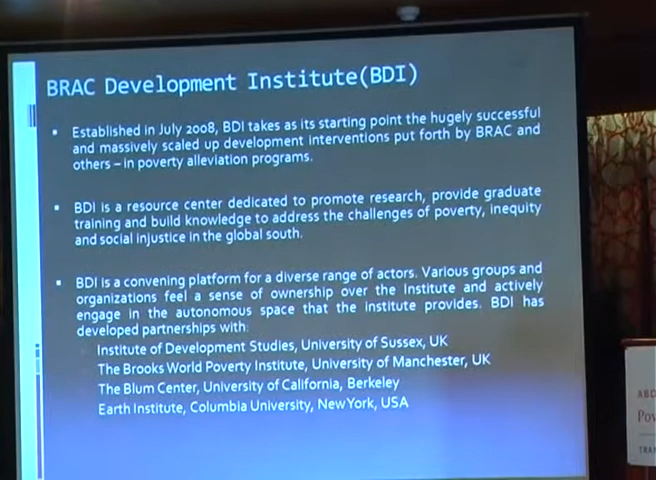 BRAC Development Institute(BDI)
▪ Established in July 2008, BDI takes as its starting point the hugely successful
and massively scaled up development interventions put forth by BRAC and
others – in poverty alleviation programs.
▪ BDI is a resource center dedicated to promote research, provide graduate
training and build knowledge to address the challenges of poverty, inequity
and social injustice in the global south.
▪ BDI is a convening platform for a diverse range of actors. Various groups and
organizations feel a sense of ownership over the Institute and actively
engage in the autonomous space that the institute provides. BDI has
developed partnerships with:
Institute of Development Studies, University of Sussex, UK
The Brooks World Poverty Institute, University of Manchester, UK
The Blum Center, University of California, Berkeley
Earth Institute, Columbia University, New York, USA